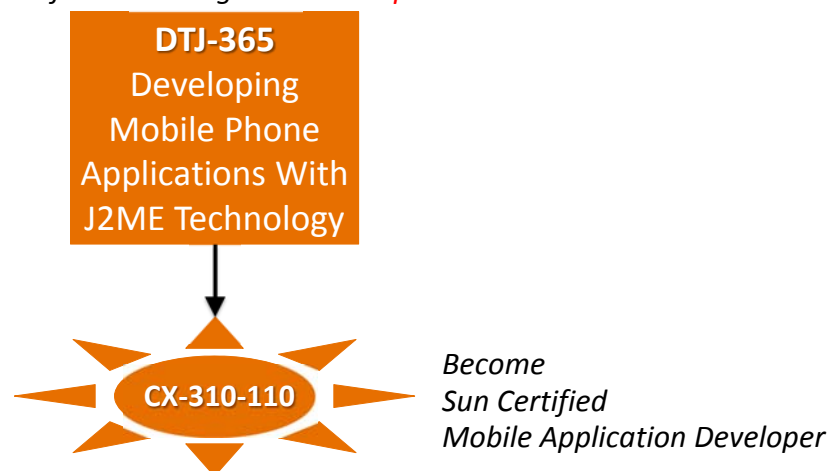 DTJ-365
Developing
Mobile Phone
Applications With
J2ME Technology
CX-310-110
Become
Sun Certified
Mobile Application Developer